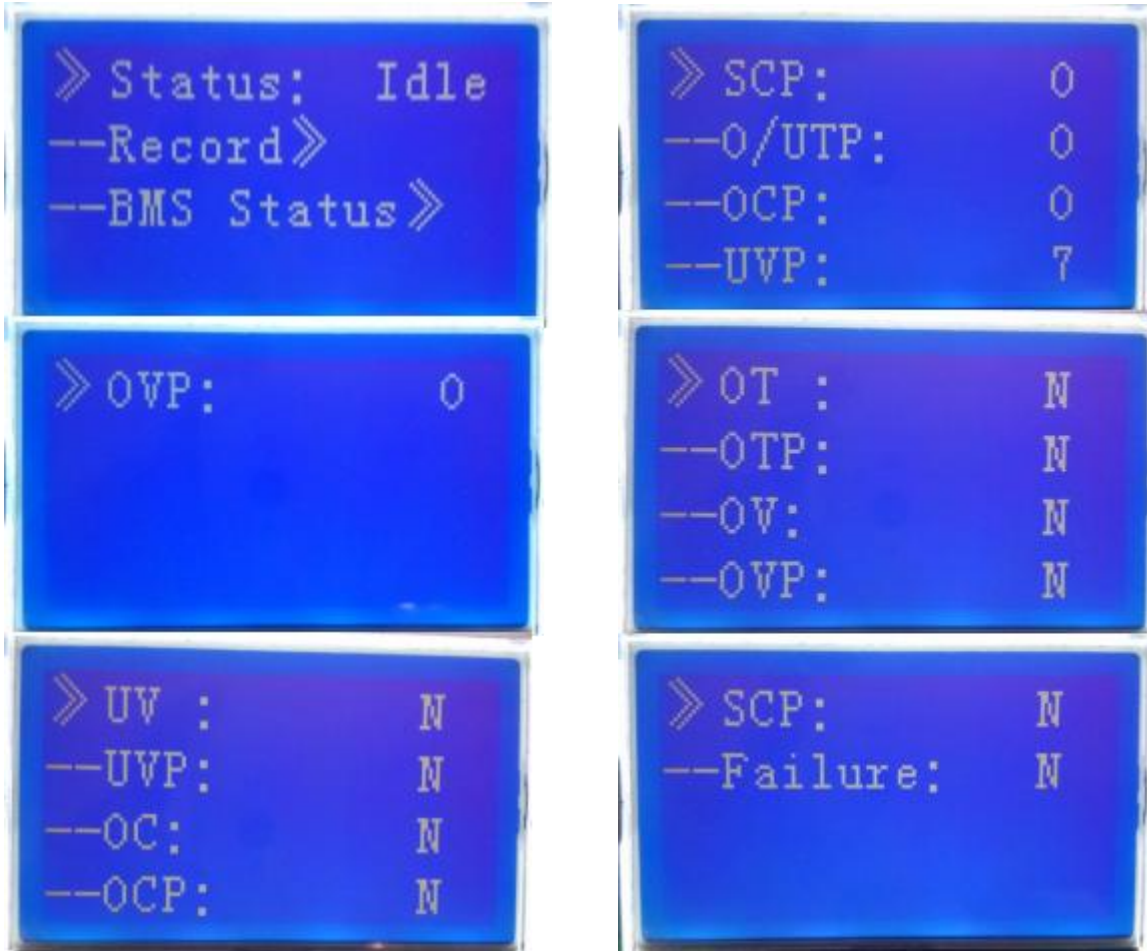 》Status: Idle
--Record》
--BMS Status》
》SCP: 0
--O/UTP: 0
--OCP: 0
--UVP: 7
》OVP: 0
》OT : N
--OTP: N
--OV: N
--OVP: N
》UV : N
--UVP: N
--OC: N
--OCP: N
》SCP: N
--Failure: N